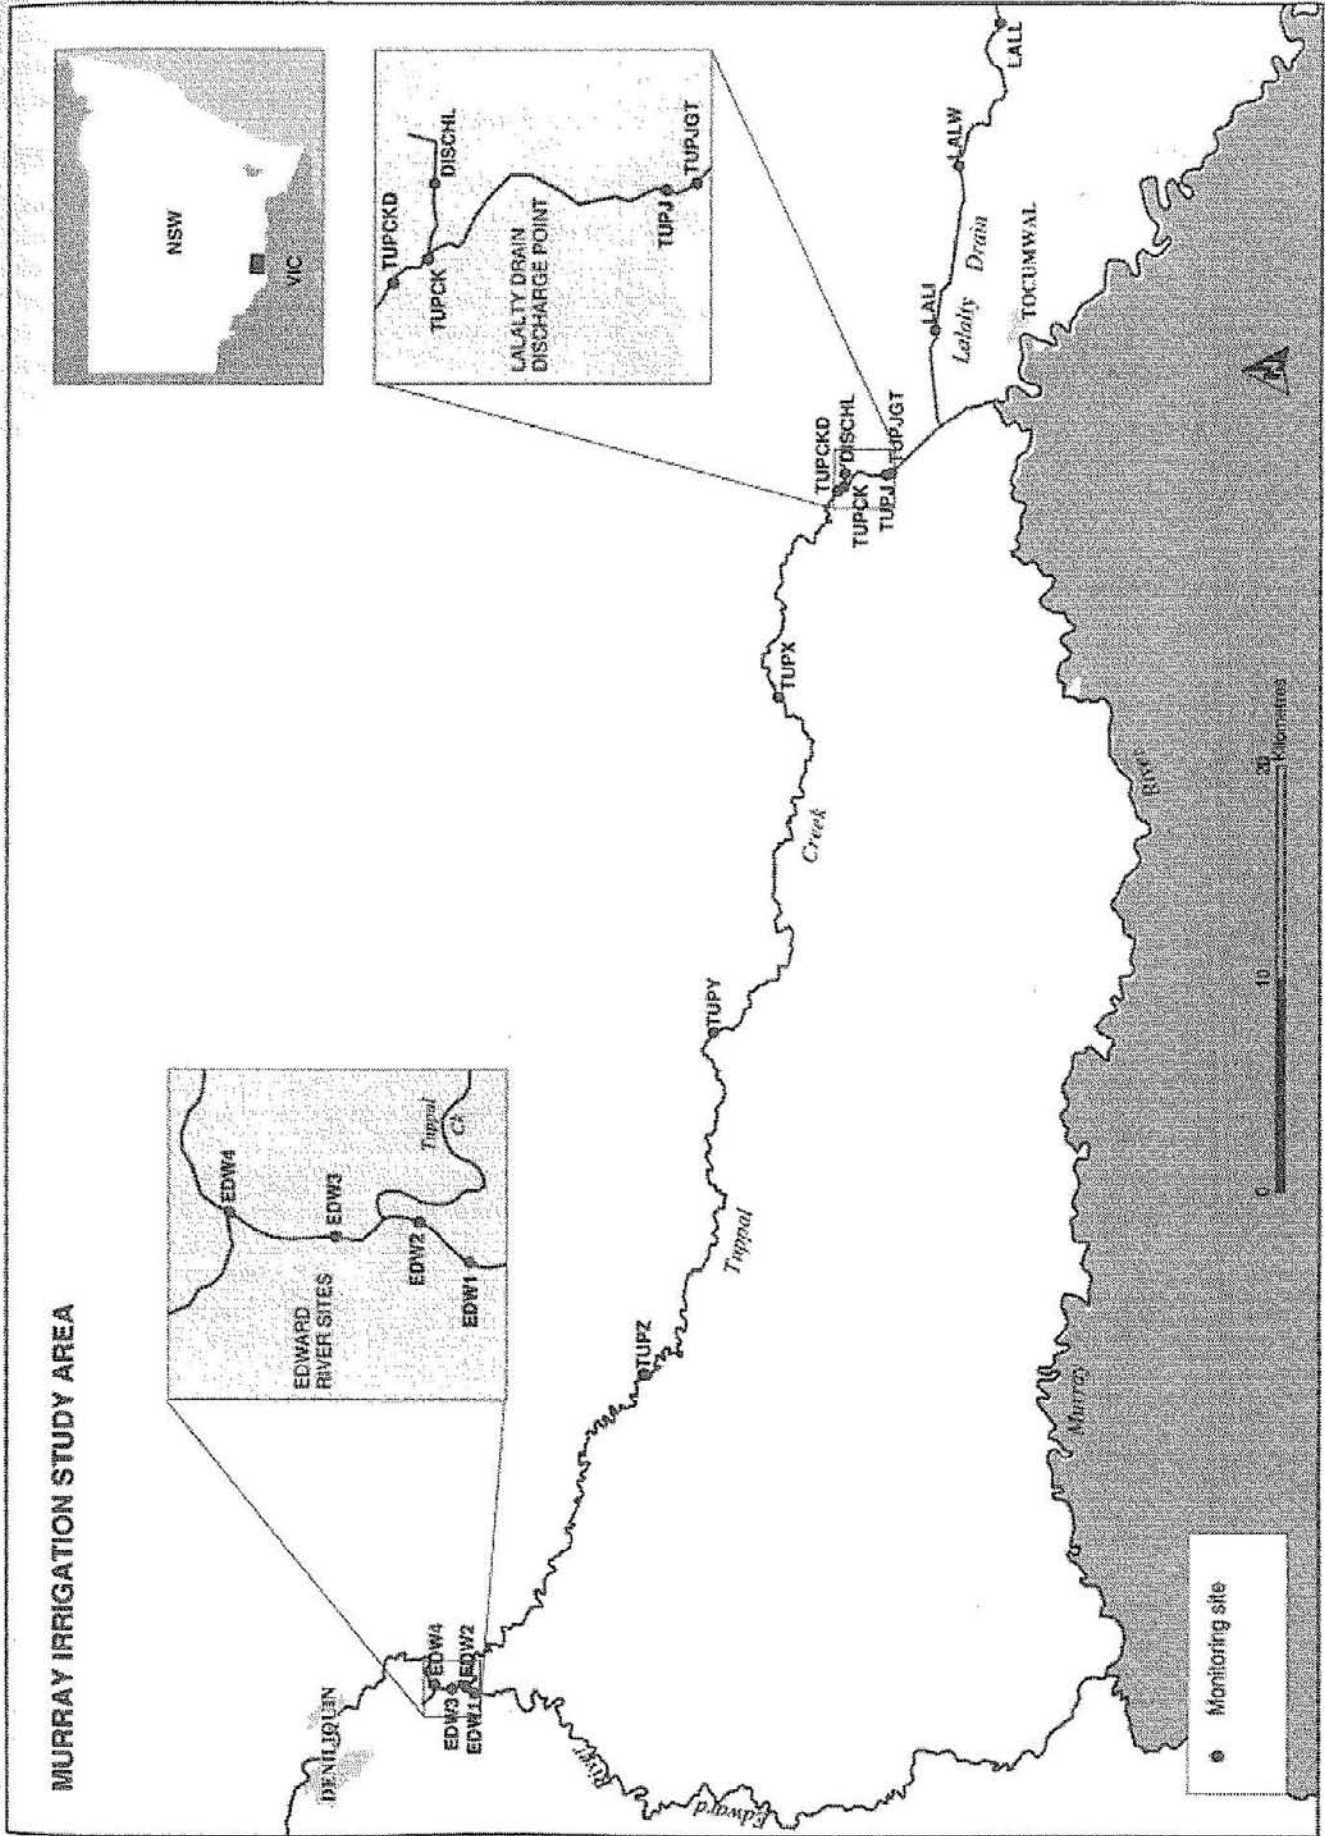 MURRAY IRRIGATION STUDY AREA
NSW
VIC
TUPCKD
DISCHL
TUPCK
LALALTY DRAIN
DISCHARGE POINT
TUPJ
TUPJGT
EDWARD
RIVER SITES
EDW4
EDW3
EDW2
EDW1
Tuppal
Ck
DENILIQUIN
EDW4
EDW3
EDW2
EDW1
Edward
River
TUPZ
Tuppal
TUPY
Creek
TUPX
TUPCKD
DISCHL
TUPCK
TUPJ
TUPJGT
LALI
Lalalty Drain
LALW
LALL
TOCUMWAL
Murray
River
0 10 20
Kilometres
N
Monitoring site